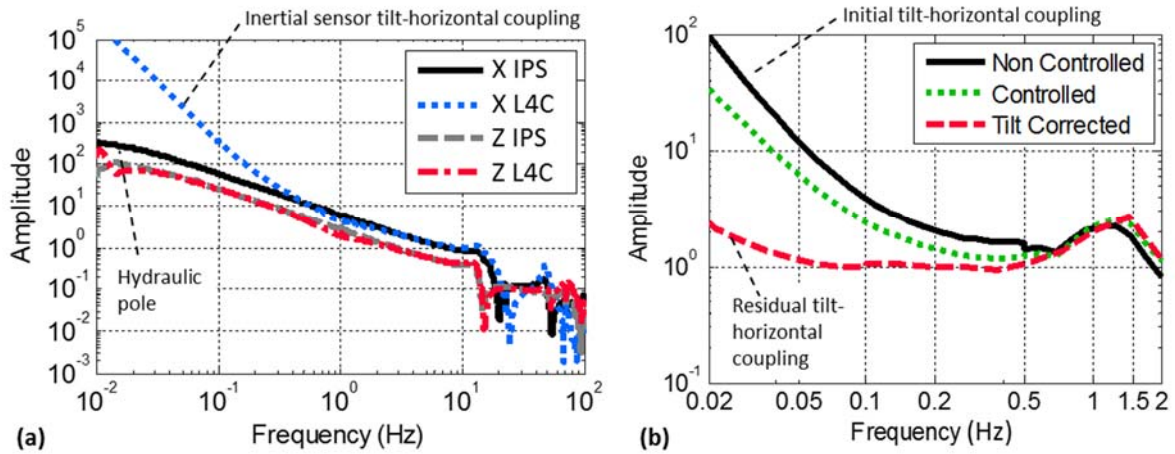 Inertial sensor tilt-horizontal coupling
10^5
10^4
10^3
10^2
10^1
10^0
10^-1
10^-2
10^-3
Amplitude
X IPS
X L4C
Z IPS
Z L4C
Hydraulic
pole
10^-2
10^-1
10^0
10^1
10^2
(a)
Frequency (Hz)
Initial tilt-horizontal coupling
10^2
10^1
10^0
10^-1
Amplitude
Non Controlled
Controlled
Tilt Corrected
Residual tilt-
horizontal
coupling
0.02
0.05
0.1
0.2
0.5
1
1.5
2
(b)
Frequency (Hz)